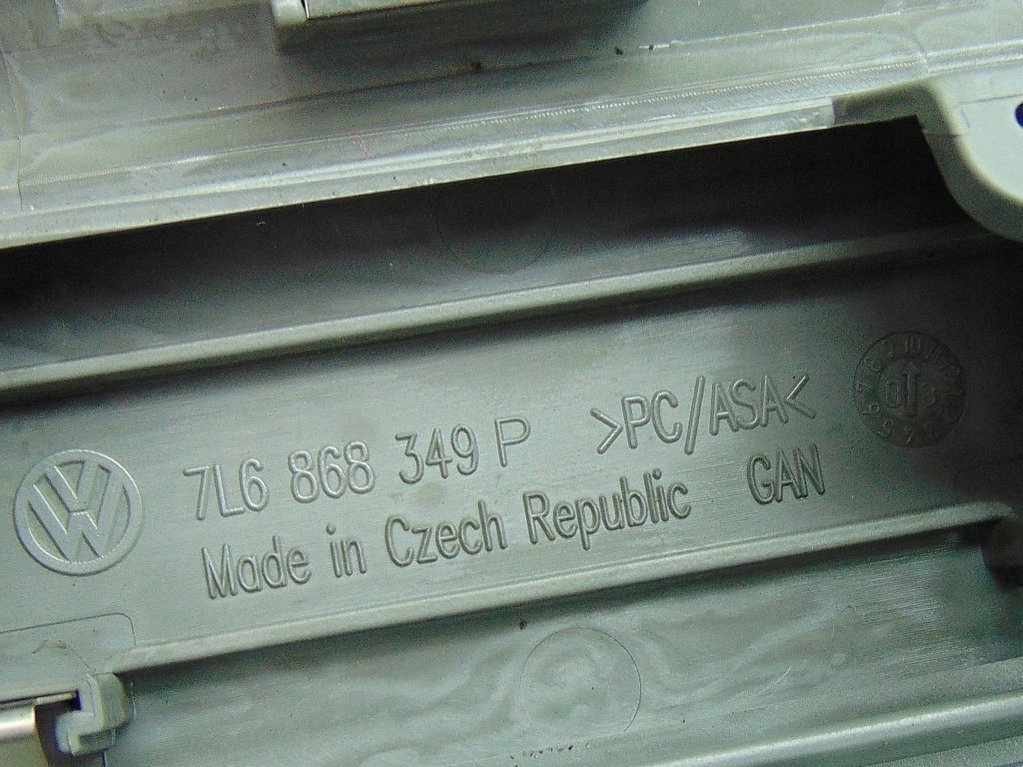 7L6 868 349 P >PC/ASA<
Made in Czech Republic GAN